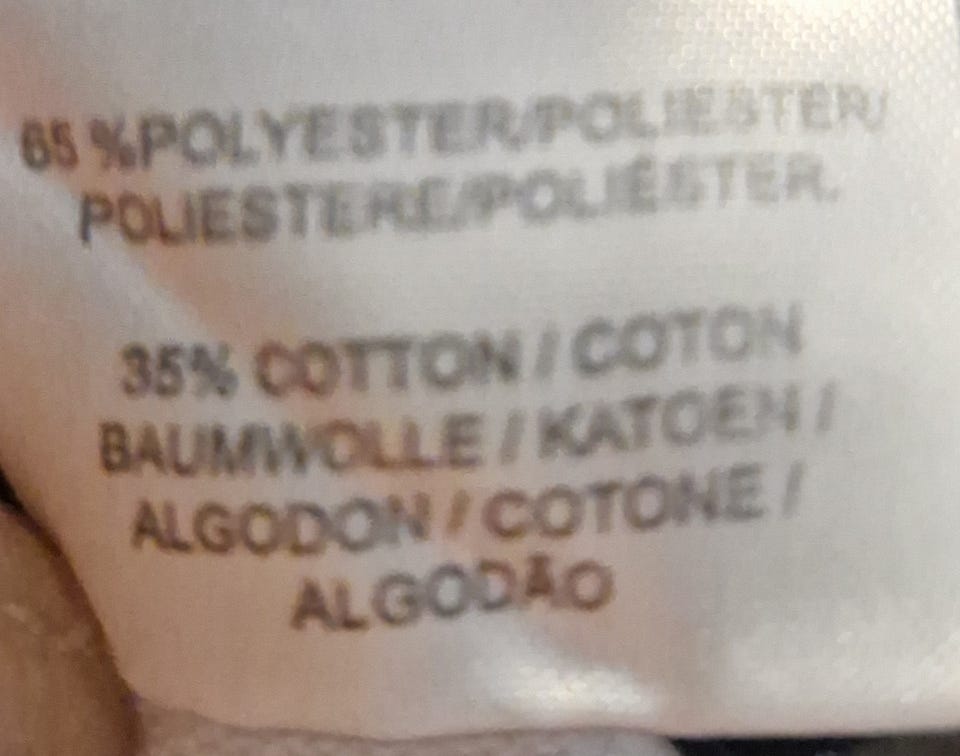 65 %POLYESTER/POLIESTER/
POLIESTERE/POLIÉSTER.
35% COTTON / COTON
BAUMWOLLE / KATOEN /
ALGODON / COTONE /
ALGODÃO